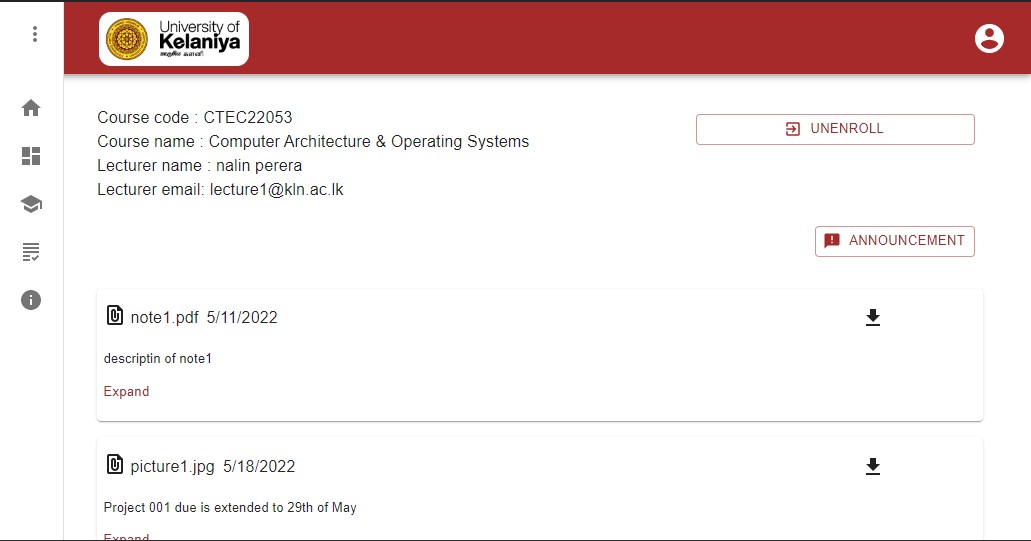 University of
Kelaniya
Course code : CTEC22053
Course name : Computer Architecture & Operating Systems
Lecturer name : nalin perera
Lecturer email: lecture1@kln.ac.lk
UNENROLL
ANNOUNCEMENT
note1.pdf 5/11/2022
descriptin of note1
Expand
picture1.jpg 5/18/2022
Project 001 due is extended to 29th of May
Expand